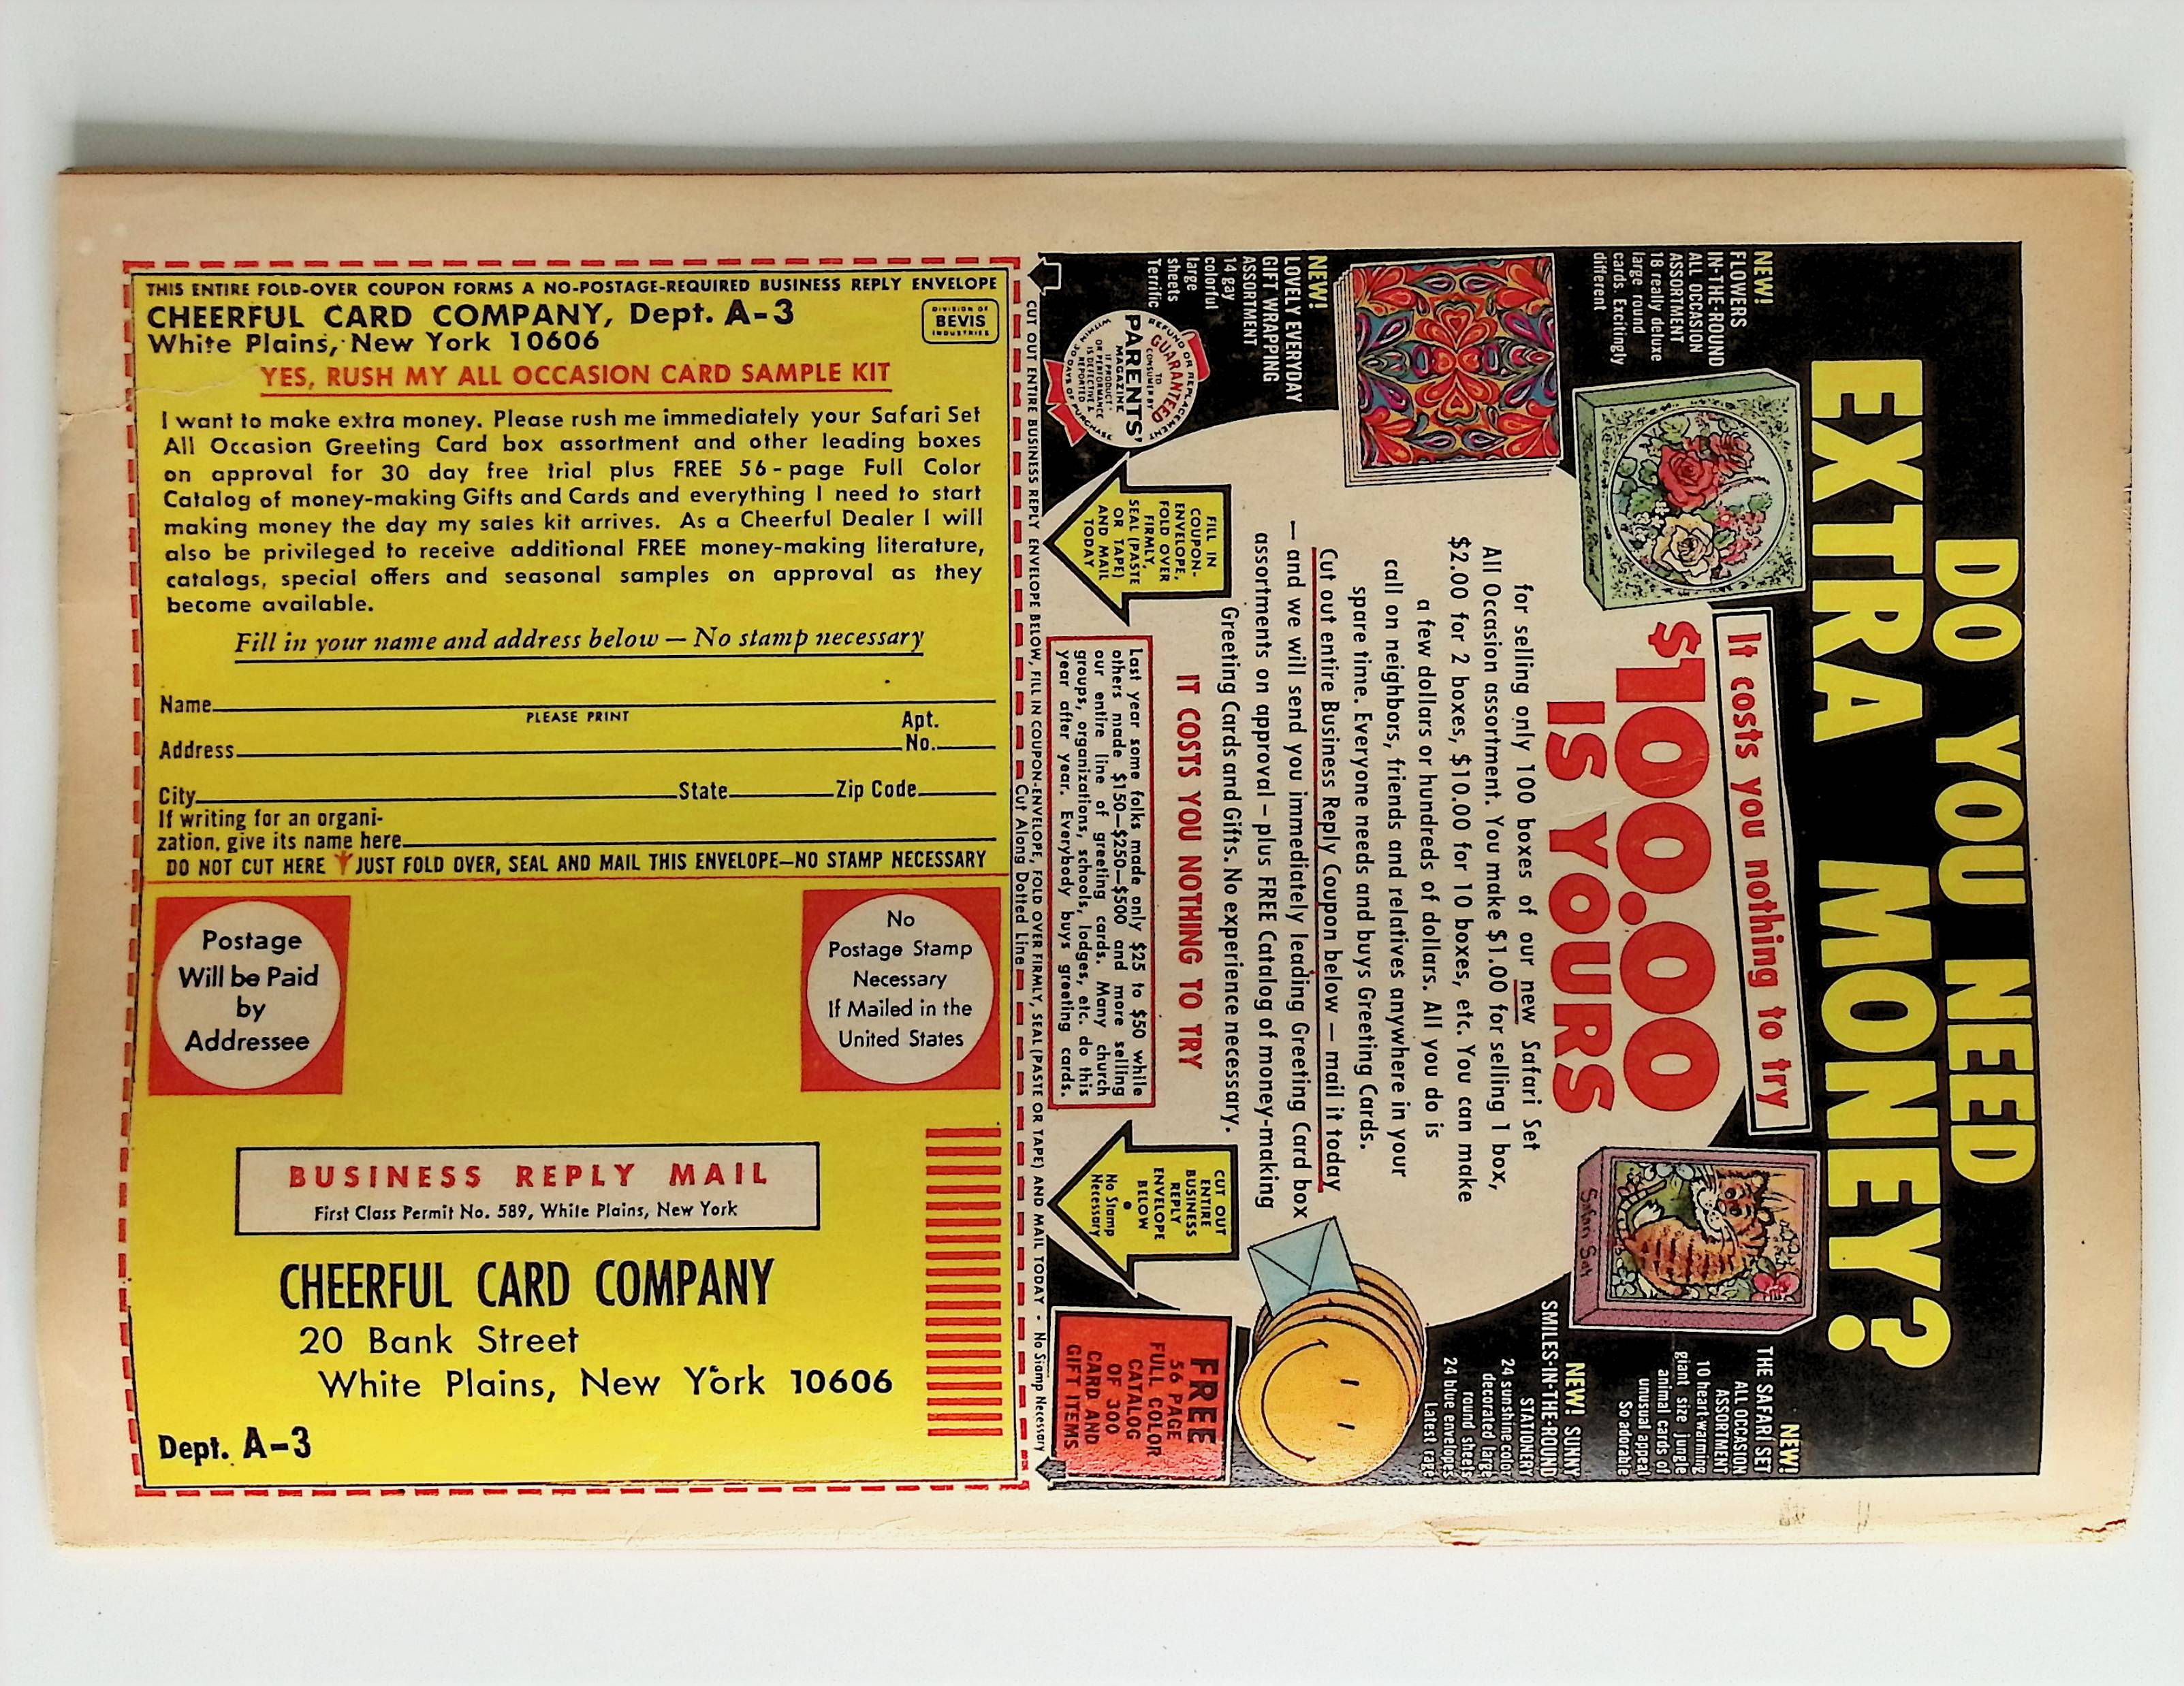 DO YOU NEED
EXTRA MONEY?
NEW!
FLOWERS
IN-THE-ROUND
ALL OCCASION
ASSORTMENT
18 really deluxe
large round
cards. Excitingly
different
It costs you nothing to try
NEW!
THE SAFARI SET
ALL OCCASION
ASSORTMENT
10 heart-warming
giant size jungle
animal cards of
unusual appeal
So adorable
Safari Set
$100.00
IS YOURS
for selling only 100 boxes of our new Safari Set
All Occasion assortment. You make $1.00 for selling 1 box,
$2.00 for 2 boxes, $10.00 for 10 boxes, etc. You can make
a few dollars or hundreds of dollars. All you do is
call on neighbors, friends and relatives anywhere in your
spare time. Everyone needs and buys Greeting Cards.
Cut out entire Business Reply Coupon below — mail it today
— and we will send you immediately leading Greeting Card box
assortments on approval — plus FREE Catalog of money-making
Greeting Cards and Gifts. No experience necessary.
IT COSTS YOU NOTHING TO TRY
NEW!
LOVELY EVERYDAY
GIFT WRAPPING
ASSORTMENT
14 gay
colorful
large
sheets
Terrific
NEW! SUNNY
SMILES-IN-THE-ROUND
STATIONERY
24 sunshine color
decorated large
round sheets
24 blue envelopes
Latest rage
REFUND OR REPLACEMENT
GUARANTEED
TO
CONSUMER BY
PARENTS'
MAGAZINE
IF PRODUCT
OR PERFORMANCE
IS DEFECTIVE &
REPORTED
WITHIN 30 DAYS OF PURCHASE
FILL IN
COUPON-
ENVELOPE,
FOLD OVER
FIRMLY,
SEAL (PASTE
OR TAPE)
AND MAIL
TODAY
Last year some folks made only $25 to $50 while
others made $150—$250—$500 and more selling
our entire line of greeting cards. Many church
groups, organizations, schools, lodges, etc. do this
year after year. Everybody buys greeting cards.
CUT OUT
ENTIRE
BUSINESS
REPLY
ENVELOPE
BELOW
•
No Stamp
Necessary
FREE
56 PAGE
FULL COLOR
CATALOG
OF 300
CARD AND
GIFT ITEMS
CUT OUT ENTIRE BUSINESS REPLY ENVELOPE BELOW, FILL IN COUPON-ENVELOPE, FOLD OVER FIRMLY, SEAL (PASTE OR TAPE) AND MAIL TODAY - No Stamp Necessary
Cut Along Dotted Line
THIS ENTIRE FOLD-OVER COUPON FORMS A NO-POSTAGE-REQUIRED BUSINESS REPLY ENVELOPE
CHEERFUL CARD COMPANY, Dept. A-3
White Plains, New York 10606
DIVISION OF
BEVIS
INDUSTRIES
YES, RUSH MY ALL OCCASION CARD SAMPLE KIT
I want to make extra money. Please rush me immediately your Safari Set
All Occasion Greeting Card box assortment and other leading boxes
on approval for 30 day free trial plus FREE 56-page Full Color
Catalog of money-making Gifts and Cards and everything I need to start
making money the day my sales kit arrives. As a Cheerful Dealer I will
also be privileged to receive additional FREE money-making literature,
catalogs, special offers and seasonal samples on approval as they
become available.
Fill in your name and address below — No stamp necessary
Name
PLEASE PRINT
Address Apt. No.
City State Zip Code
If writing for an organi-
zation, give its name here
DO NOT CUT HERE JUST FOLD OVER, SEAL AND MAIL THIS ENVELOPE—NO STAMP NECESSARY
Postage
Will be Paid
by
Addressee
No
Postage Stamp
Necessary
If Mailed in the
United States
BUSINESS REPLY MAIL
First Class Permit No. 589, White Plains, New York
CHEERFUL CARD COMPANY
20 Bank Street
White Plains, New York 10606
Dept. A-3